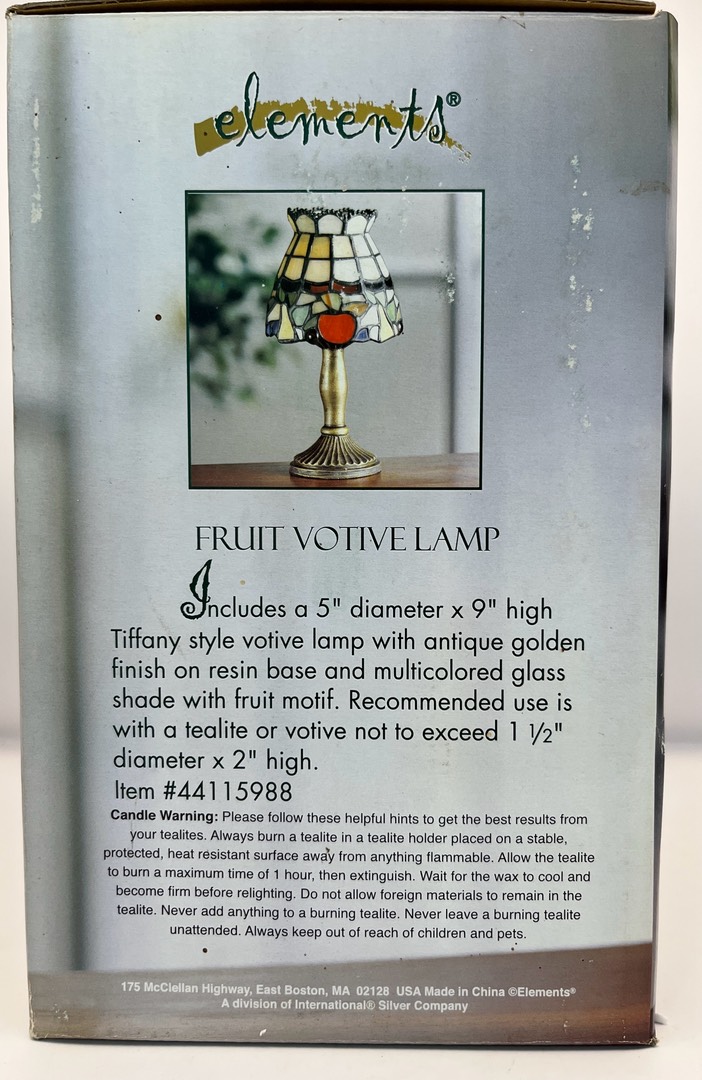 elements®
FRUIT VOTIVE LAMP
Includes a 5" diameter x 9" high
Tiffany style votive lamp with antique golden
finish on resin base and multicolored glass
shade with fruit motif. Recommended use is
with a tealite or votive not to exceed 1 ½"
diameter x 2" high.
Item #44115988
Candle Warning: Please follow these helpful hints to get the best results from
your tealites. Always burn a tealite in a tealite holder placed on a stable,
protected, heat resistant surface away from anything flammable. Allow the tealite
to burn a maximum time of 1 hour, then extinguish. Wait for the wax to cool and
become firm before relighting. Do not allow foreign materials to remain in the
tealite. Never add anything to a burning tealite. Never leave a burning tealite
unattended. Always keep out of reach of children and pets.
175 McClellan Highway, East Boston, MA 02128 USA Made in China ©Elements®
A division of International® Silver Company